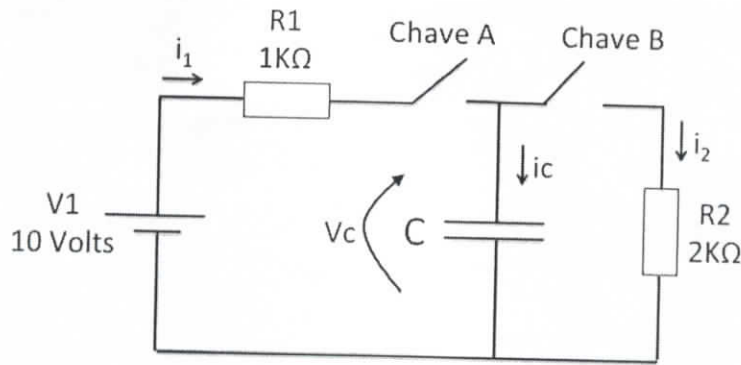 R1
1KΩ
Chave A
Chave B
i₁
i₂
ic
V1
10 Volts
Vc
C
R2
2KΩ